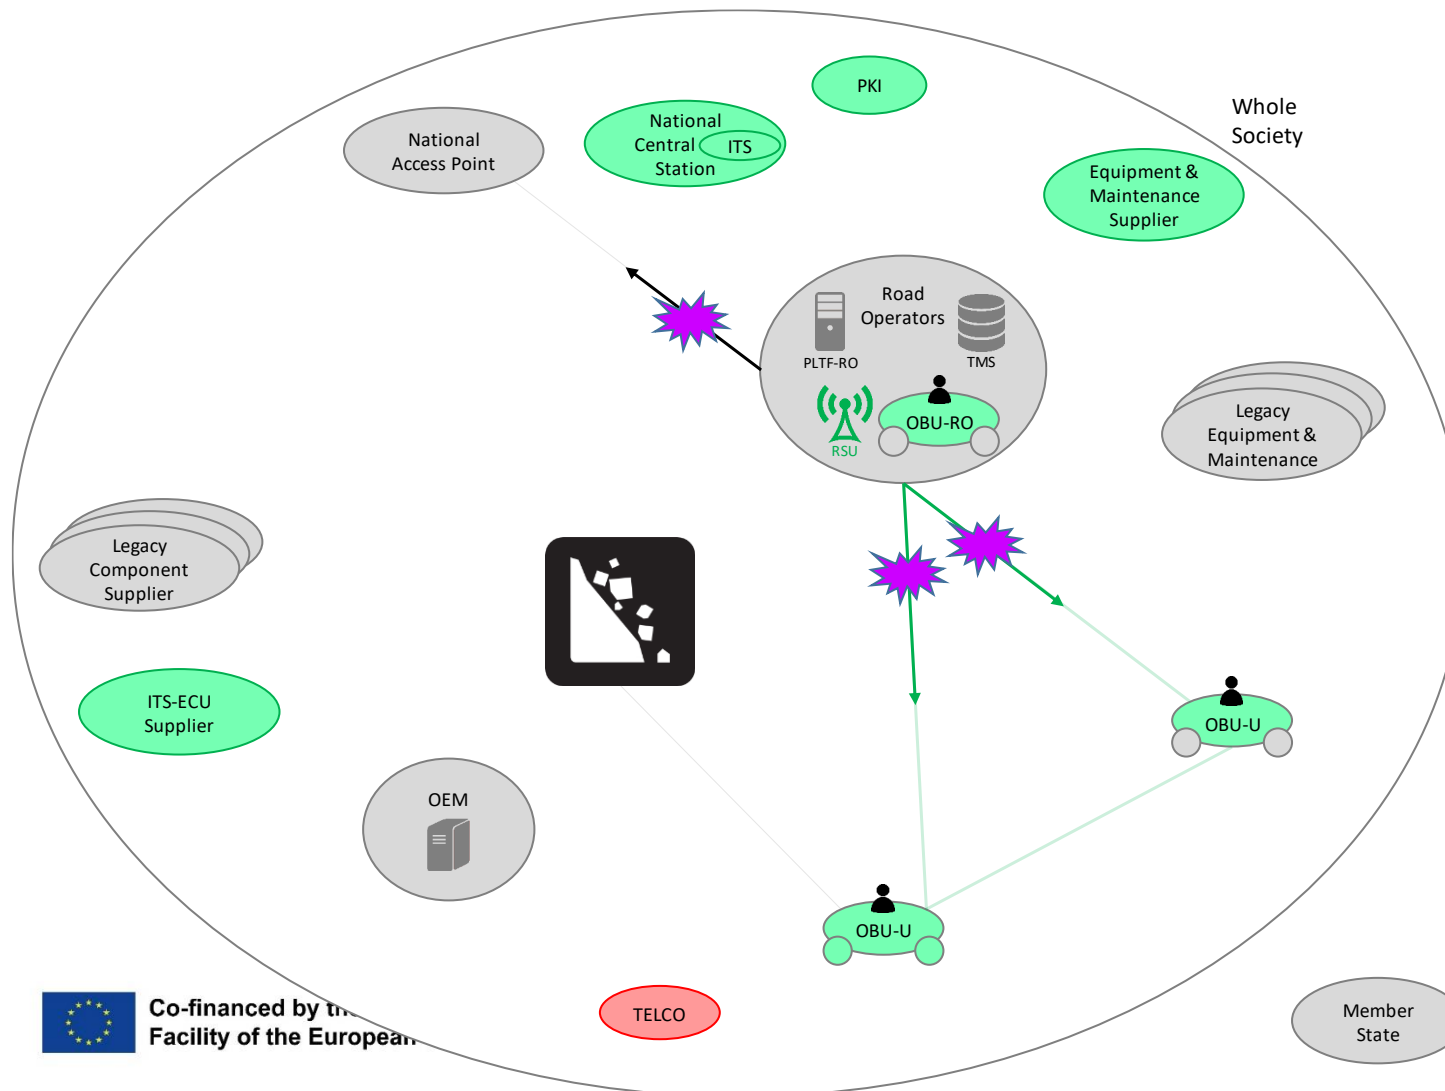 PKI
National
Central
Station
ITS
National
Access Point
Whole
Society
Equipment &
Maintenance
Supplier
Road
Operators
PLTF-RO
TMS
RSU
OBU-RO
Legacy
Equipment &
Maintenance
Legacy
Component
Supplier
ITS-ECU
Supplier
OBU-U
OEM
OBU-U
TELCO
Co-financed by the
Facility of the European
Member
State